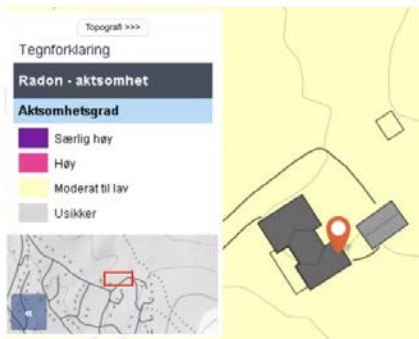 Topografi >>>
Tegnforklaring
Radon - aktsomhet
Aktsomhetsgrad
Særlig høy
Høy
Moderat til lav
Usikker
«